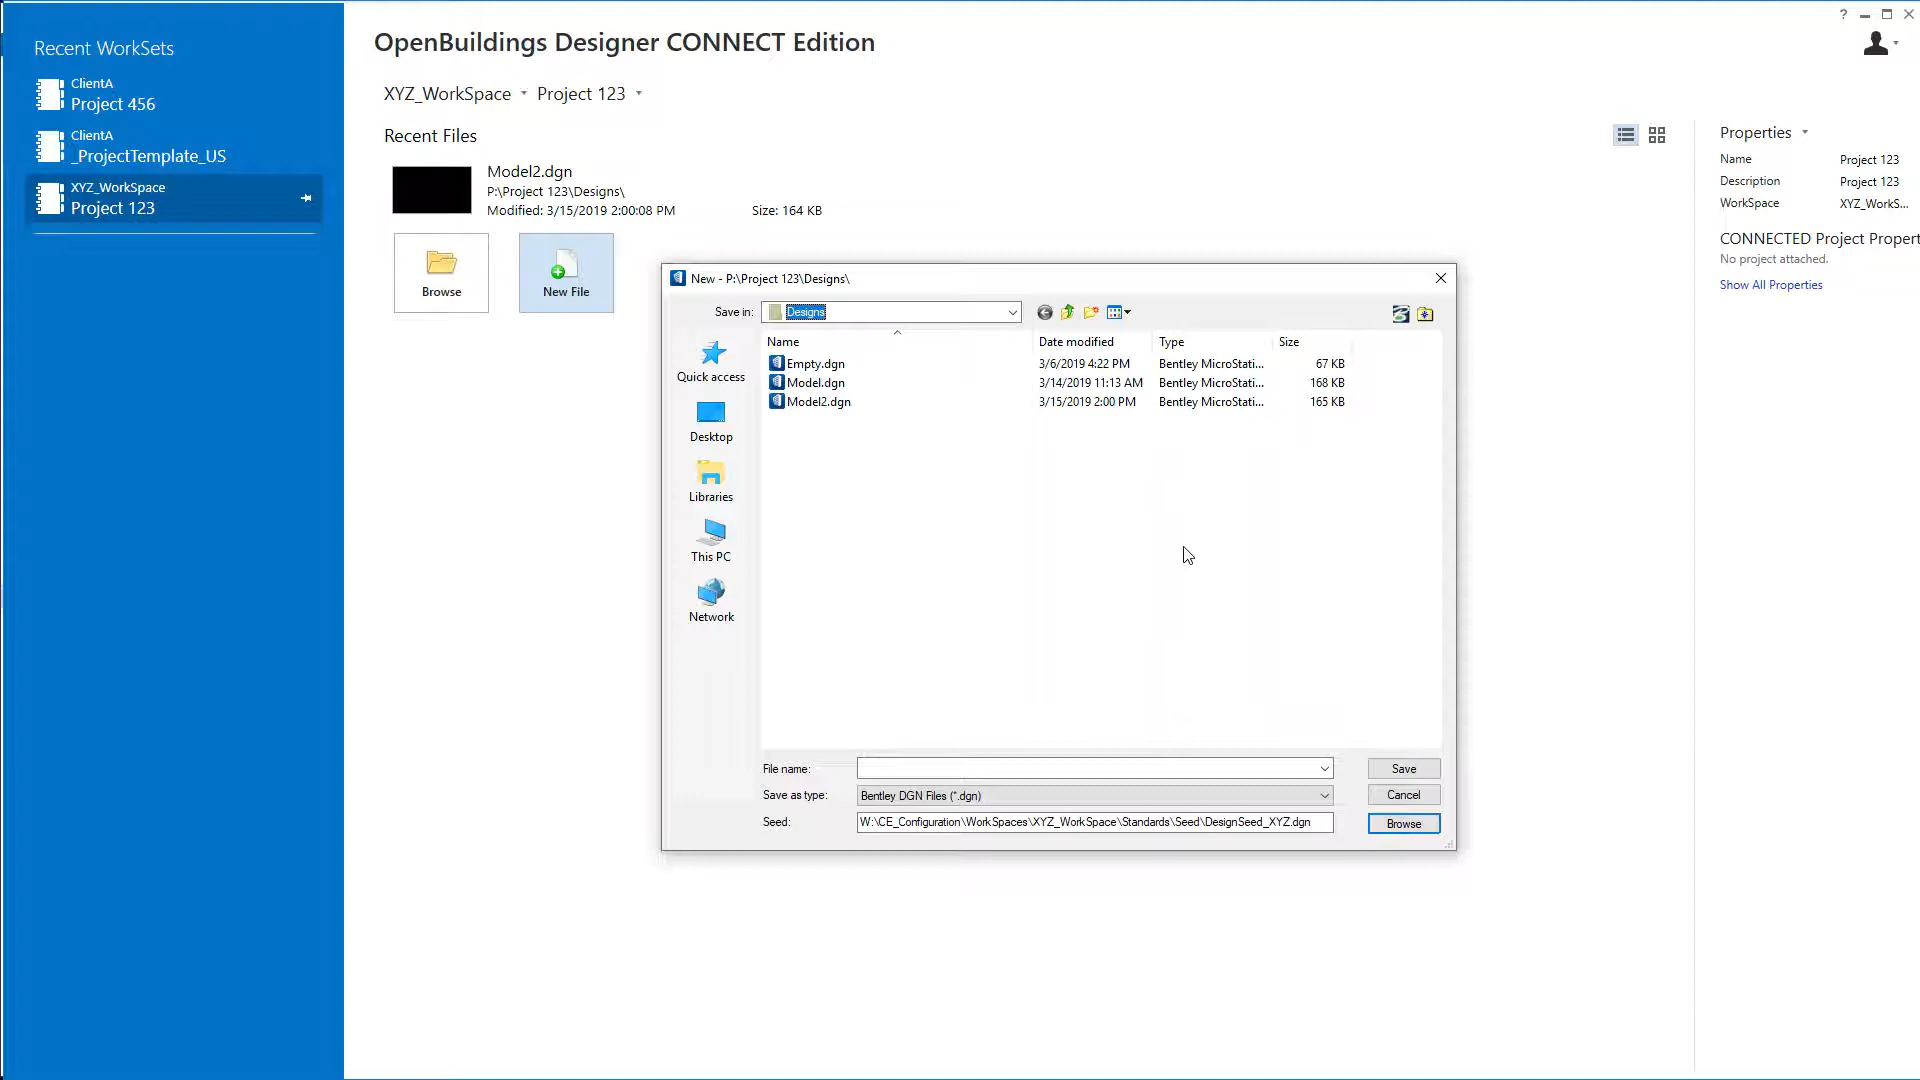 Recent WorkSets
ClientA
Project 456
ClientA
_ProjectTemplate_US
XYZ_WorkSpace
Project 123
?
OpenBuildings Designer CONNECT Edition
XYZ_WorkSpace Project 123
Recent Files
Model2.dgn
P:\Project 123\Designs\
Modified: 3/15/2019 2:00:08 PM Size: 164 KB
Browse
New File
Properties
Name Project 123
Description Project 123
WorkSpace XYZ_WorkS...
CONNECTED Project Propert
No project attached.
Show All Properties
New - P:\Project 123\Designs\
Save in: Designs
Name Date modified Type Size
Empty.dgn 3/6/2019 4:22 PM Bentley MicroStati... 67 KB
Model.dgn 3/14/2019 11:13 AM Bentley MicroStati... 168 KB
Model2.dgn 3/15/2019 2:00 PM Bentley MicroStati... 165 KB
Quick access
Desktop
Libraries
This PC
Network
File name: Save
Save as type: Bentley DGN Files (*.dgn) Cancel
Seed: W:\CE_Configuration\WorkSpaces\XYZ_WorkSpace\Standards\Seed\DesignSeed_XYZ.dgn Browse